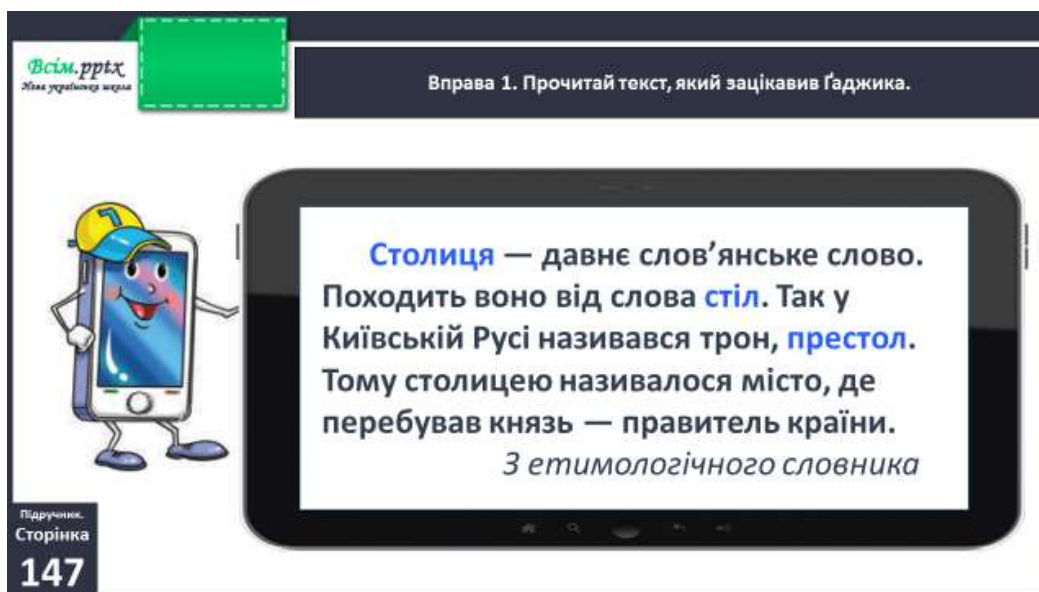 Всім.pptx
Нова українська школа
Вправа 1. Прочитай текст, який зацікавив Ґаджика.
Столиця — давнє слов’янське слово.
Походить воно від слова стіл. Так у
Київській Русі називався трон, престол.
Тому столицею називалося місто, де
перебував князь — правитель країни.
З етимологічного словника
Підручник.
Сторінка
147